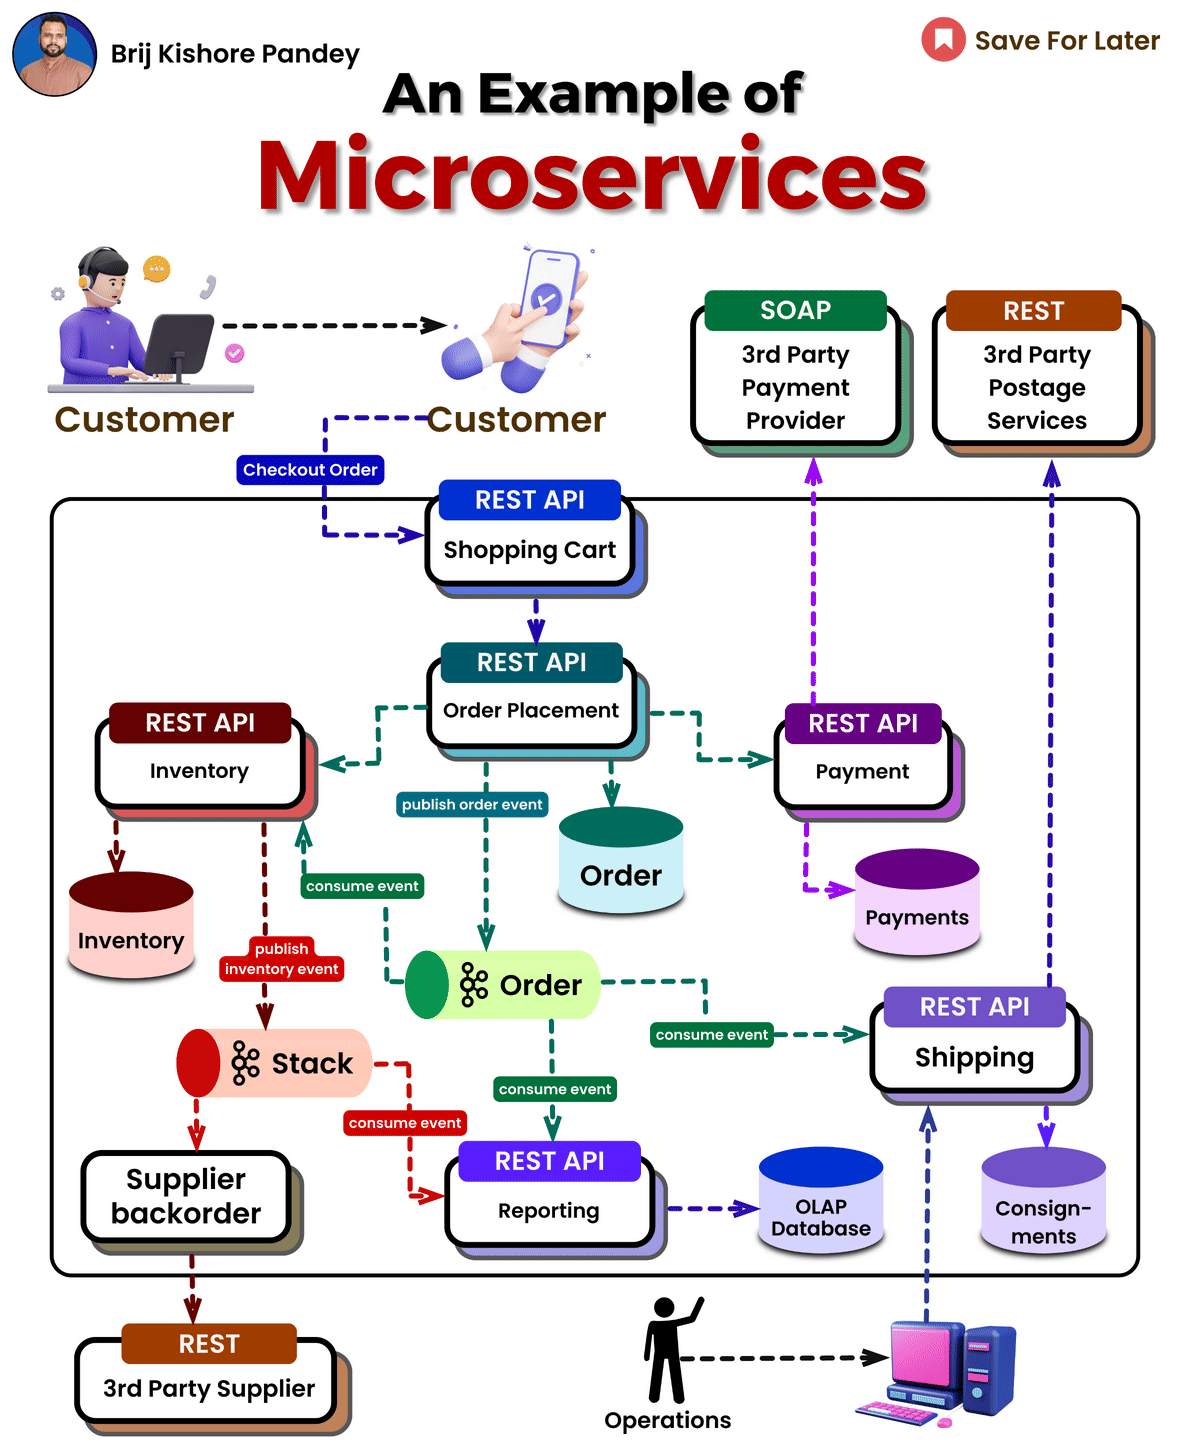 Brij Kishore Pandey
Save For Later
An Example of
Microservices
Customer
Customer
SOAP
3rd Party
Payment
Provider
REST
3rd Party
Postage
Services
Checkout Order
REST API
Shopping Cart
REST API
Order Placement
REST API
Inventory
REST API
Payment
publish order event
Order
consume event
Inventory
Payments
publish
inventory event
Order
consume event
REST API
Shipping
Stack
consume event
consume event
REST API
Reporting
Supplier
backorder
OLAP
Database
Consign-
ments
REST
3rd Party Supplier
Operations